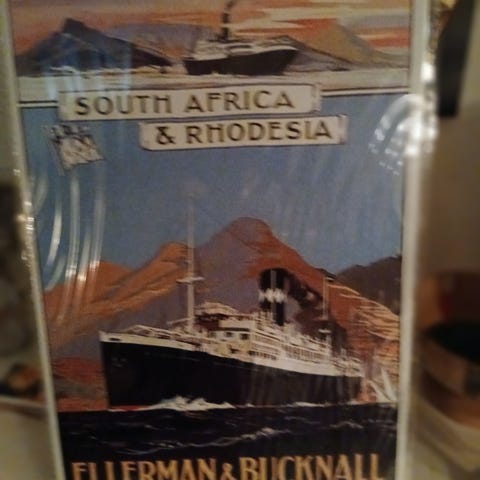 SOUTH AFRICA
& RHODESIA
ELLERMAN & BUCKNALL